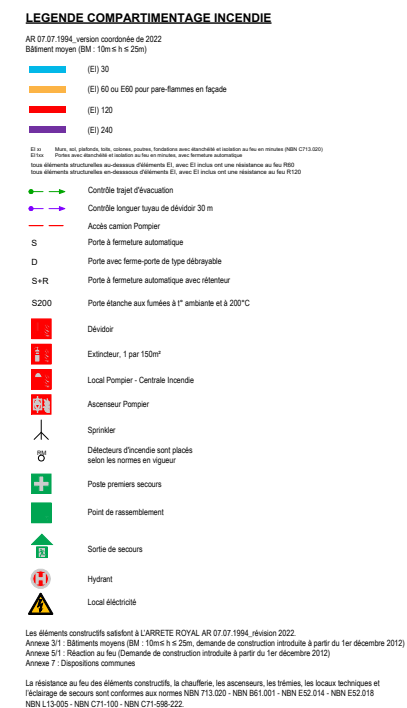 LEGENDE COMPARTIMENTAGE INCENDIE
AR 07.07.1994_version coordonée de 2022
Bâtiment moyen (BM : 10m ≤ h ≤ 25m)
(EI) 30
(EI) 60 ou E60 pour pare-flammes en façade
(EI) 120
(EI) 240
EI xx Murs, sol, plafonds, toits, colones, poutres, fondations avec étanchéité et isolation au feu en minutes (NBN C713.020)
EI1xx Portes avec étanchéité et isolation au feu en minutes, avec fermeture automatique
tous éléments structurelles au-desssus d'éléments EI, avec EI inclus ont une résistance au feu R60
tous éléments structurelles en-desssous d'éléments EI, avec EI inclus ont une résistance au feu R120
Contrôle trajet d'évacuation
Contrôle longuer tuyau de dévidoir 30 m
Accès camion Pompier
S Porte à fermeture automatique
D Porte avec ferme-porte de type débrayable
S+R Porte à fermeture automatique avec rétenteur
S200 Porte étanche aux fumées à t° ambiante et à 200°C
Dévidoir
Extincteur, 1 par 150m²
Local Pompier - Centrale Incendie
Ascenseur Pompier
Sprinkler
RM Détecteurs d'incendie sont placés
selon les normes en vigueur
Poste premiers secours
Point de rassemblement
Sortie de secours
H Hydrant
Local éléctricité
Les éléments constructifs satisfont à L'ARRETE ROYAL AR 07.07.1994_révision 2022.
Annexe 3/1 : Bâtiments moyens (BM : 10m≤ h ≤ 25m, demande de construction introduite à partir du 1er décembre 2012)
Annexe 5/1 : Réaction au feu (Demande de construction introduite à partir du 1er décembre 2012)
Annexe 7 : Dispositions communes
La résistance au feu des éléments constructifs, la chaufferie, les ascenseurs, les trémies, les locaux techniques et
l'éclairage de secours sont conformes aux normes NBN 713.020 - NBN B61.001 - NBN E52.014 - NBN E52.018
NBN L13-005 - NBN C71-100 - NBN C71-598-222.